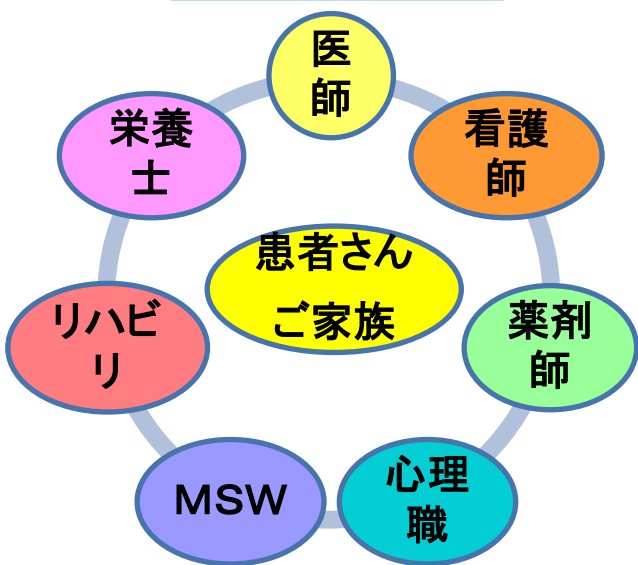 医
師
看護
師
薬剤
師
心理
職
ＭＳＷ
リハビ
リ
栄養
士
患者さん
ご家族